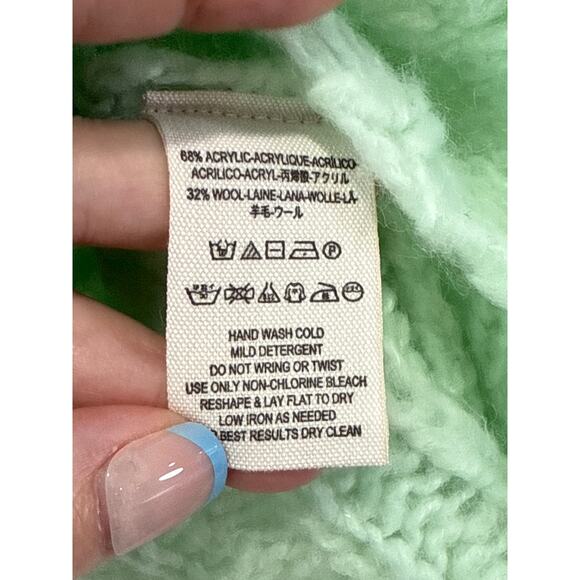 68% ACRYLIC-ACRYLIQUE-ACRILICO-
ACRILICO-ACRYL-丙烯酸-アクリル
32% WOOL-LAINE-LANA-WOLLE-LÃ-
羊毛-ウール
HAND WASH COLD
MILD DETERGENT
DO NOT WRING OR TWIST
USE ONLY NON-CHLORINE BLEACH
RESHAPE & LAY FLAT TO DRY
LOW IRON AS NEEDED
BEST RESULTS DRY CLEAN